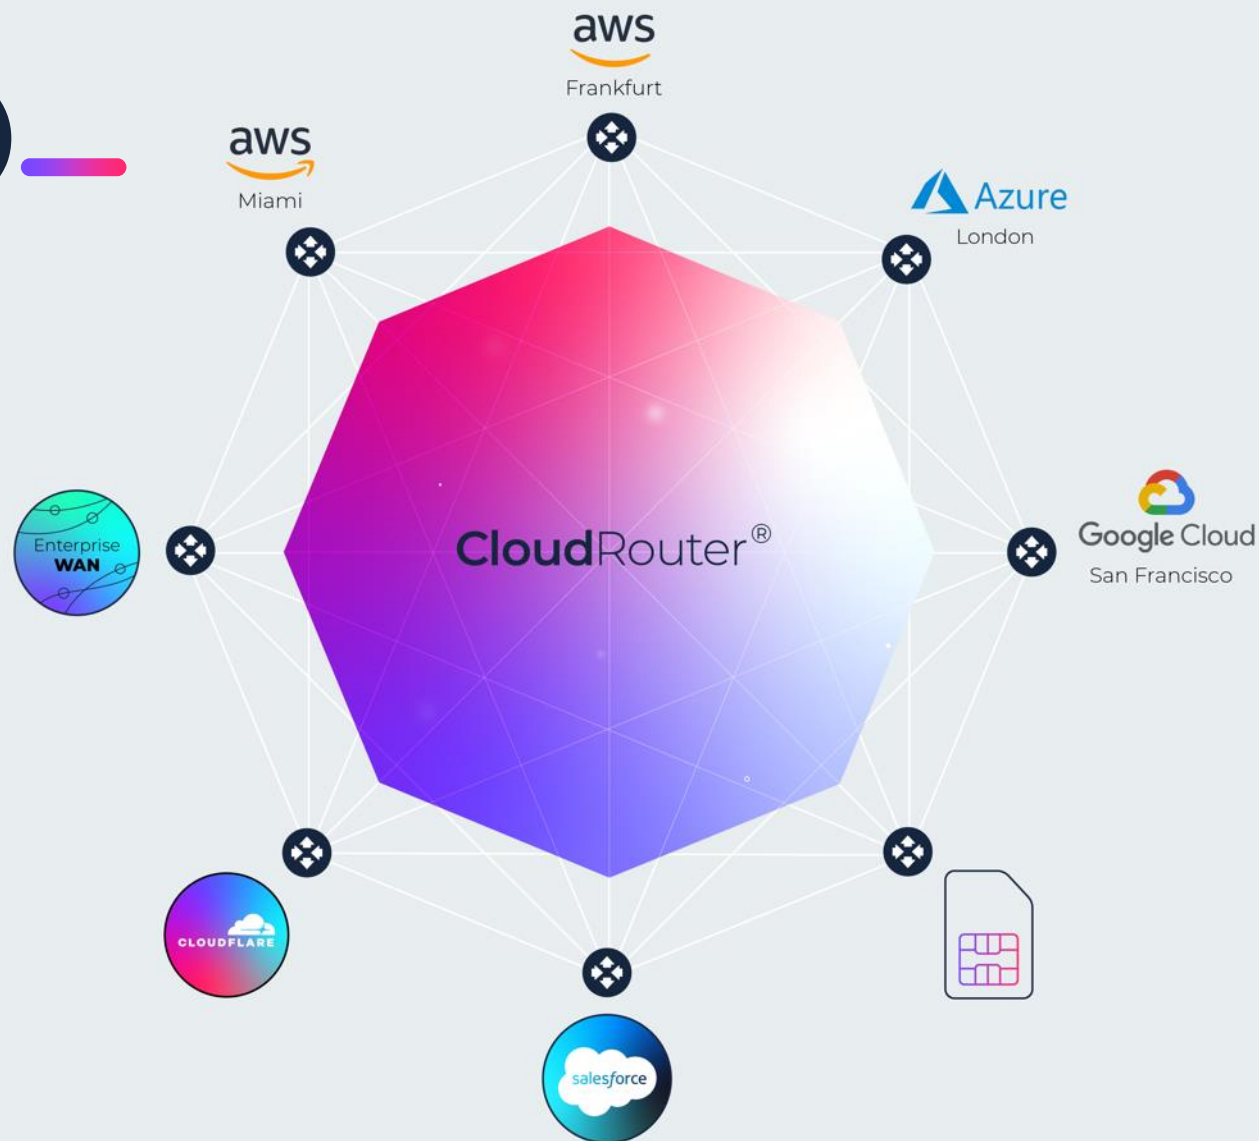 aws
Frankfurt
aws
Miami
Azure
London
Enterprise
WAN
CloudRouter®
Google Cloud
San Francisco
CLOUDFLARE
salesforce